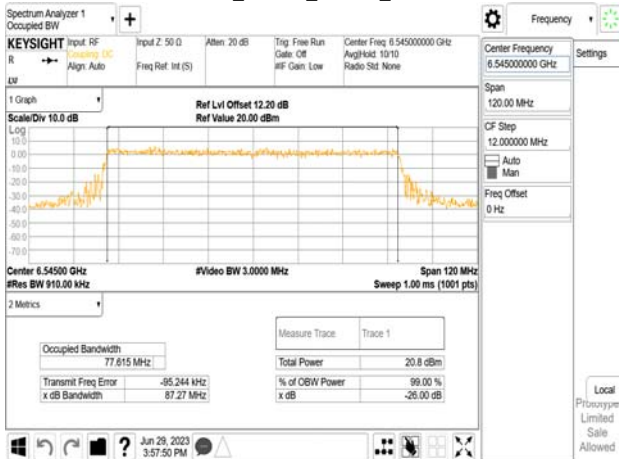 Spectrum Analyzer 1
Occupied BW
KEYSIGHT
R
Input: RF
Coupling: DC
Align: Auto
Input Z: 50 Ω
Freq Ref: Int (S)
Atten: 20 dB
Trig: Free Run
Gate: Off
#IF Gain: Low
Center Freq: 6.545000000 GHz
Avg|Hold: 10/10
Radio Std: None
1 Graph
Scale/Div 10.0 dB
Ref Lvl Offset 12.20 dB
Ref Value 20.00 dBm
Log
10.0
0.00
-10.0
-20.0
-30.0
-40.0
-50.0
-60.0
-70.0
Center 6.54500 GHz
#Res BW 910.00 kHz
#Video BW 3.0000 MHz
Span 120 MHz
Sweep 1.00 ms (1001 pts)
2 Metrics
Measure Trace Trace 1
Occupied Bandwidth
77.615 MHz
Total Power 20.8 dBm
Transmit Freq Error -95.244 kHz
% of OBW Power 99.00 %
x dB Bandwidth 87.27 MHz
x dB -26.00 dB
Jun 29, 2023
3:57:50 PM
Frequency
Center Frequency
6.545000000 GHz
Settings
Span
120.00 MHz
CF Step
12.000000 MHz
Auto
Man
Freq Offset
0 Hz
Local
Prototype
Limited
Sale
Allowed